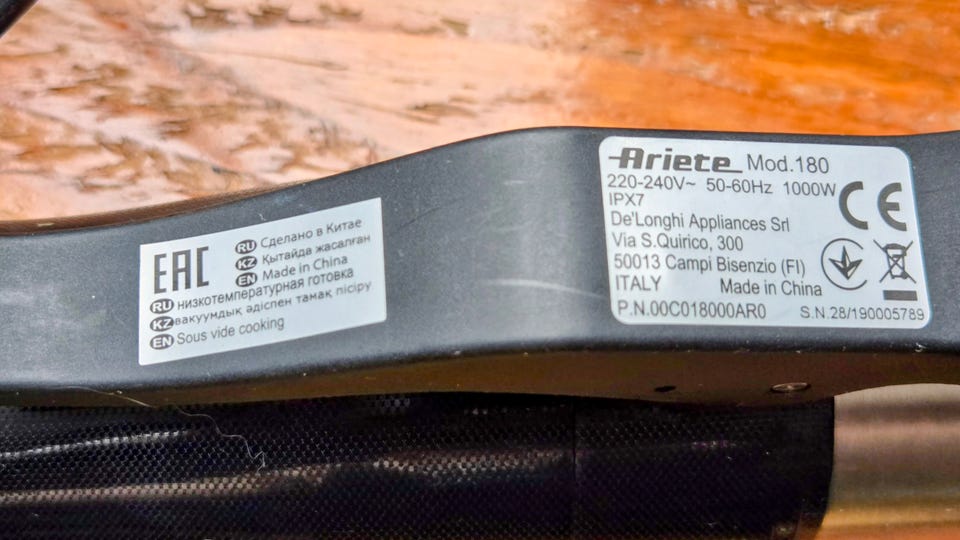 EAC
RU Сделано в Китае
KZ Қытайда жасалған
EN Made in China
RU низкотемпературная готовка
KZ вакуумдық әдіспен тамақ пісіру
EN Sous vide cooking
Ariete Mod.180
220-240V~ 50-60Hz 1000W
IPX7
CE
De'Longhi Appliances Srl
Via S.Quirico, 300
50013 Campi Bisenzio (FI)
ITALY Made in China
P.N.00C018000AR0 S.N.28/190005789